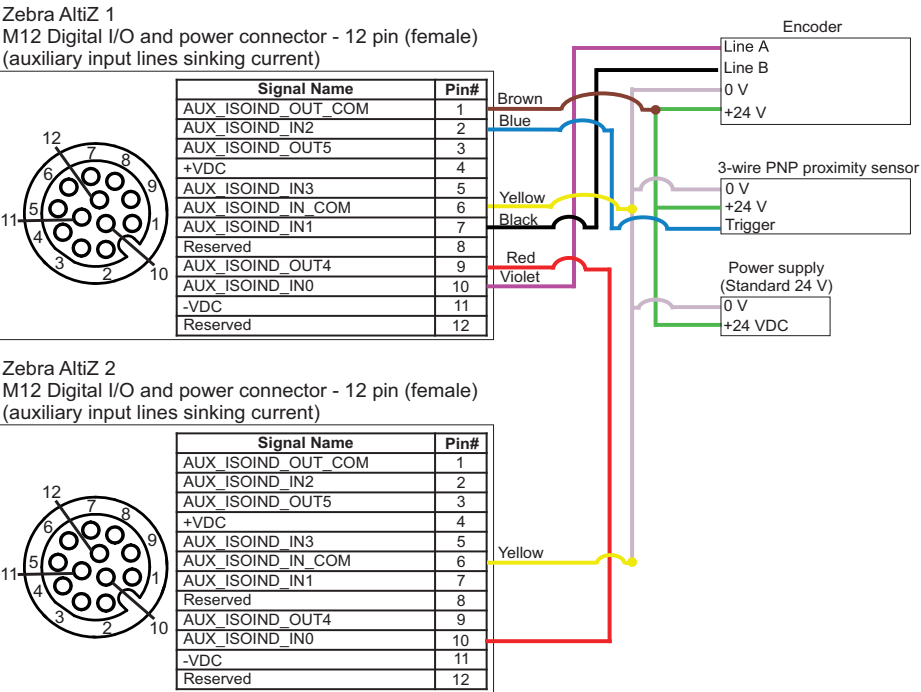 Zebra AltiZ 1
M12 Digital I/O and power connector - 12 pin (female)
(auxiliary input lines sinking current)
Signal Name Pin#
AUX_ISOIND_OUT_COM 1
AUX_ISOIND_IN2 2
AUX_ISOIND_OUT5 3
+VDC 4
AUX_ISOIND_IN3 5
AUX_ISOIND_IN_COM 6
AUX_ISOIND_IN1 7
Reserved 8
AUX_ISOIND_OUT4 9
AUX_ISOIND_IN0 10
-VDC 11
Reserved 12
12
7
8
6
9
5
11
1
4
3
2
10
Brown
Blue
Yellow
Black
Red
Violet
Encoder
Line A
Line B
0 V
+24 V
3-wire PNP proximity sensor
0 V
+24 V
Trigger
Power supply
(Standard 24 V)
0 V
+24 VDC
Zebra AltiZ 2
M12 Digital I/O and power connector - 12 pin (female)
(auxiliary input lines sinking current)
Signal Name Pin#
AUX_ISOIND_OUT_COM 1
AUX_ISOIND_IN2 2
AUX_ISOIND_OUT5 3
+VDC 4
AUX_ISOIND_IN3 5
AUX_ISOIND_IN_COM 6
AUX_ISOIND_IN1 7
Reserved 8
AUX_ISOIND_OUT4 9
AUX_ISOIND_IN0 10
-VDC 11
Reserved 12
12
7
8
6
9
5
11
1
4
3
2
10
Yellow